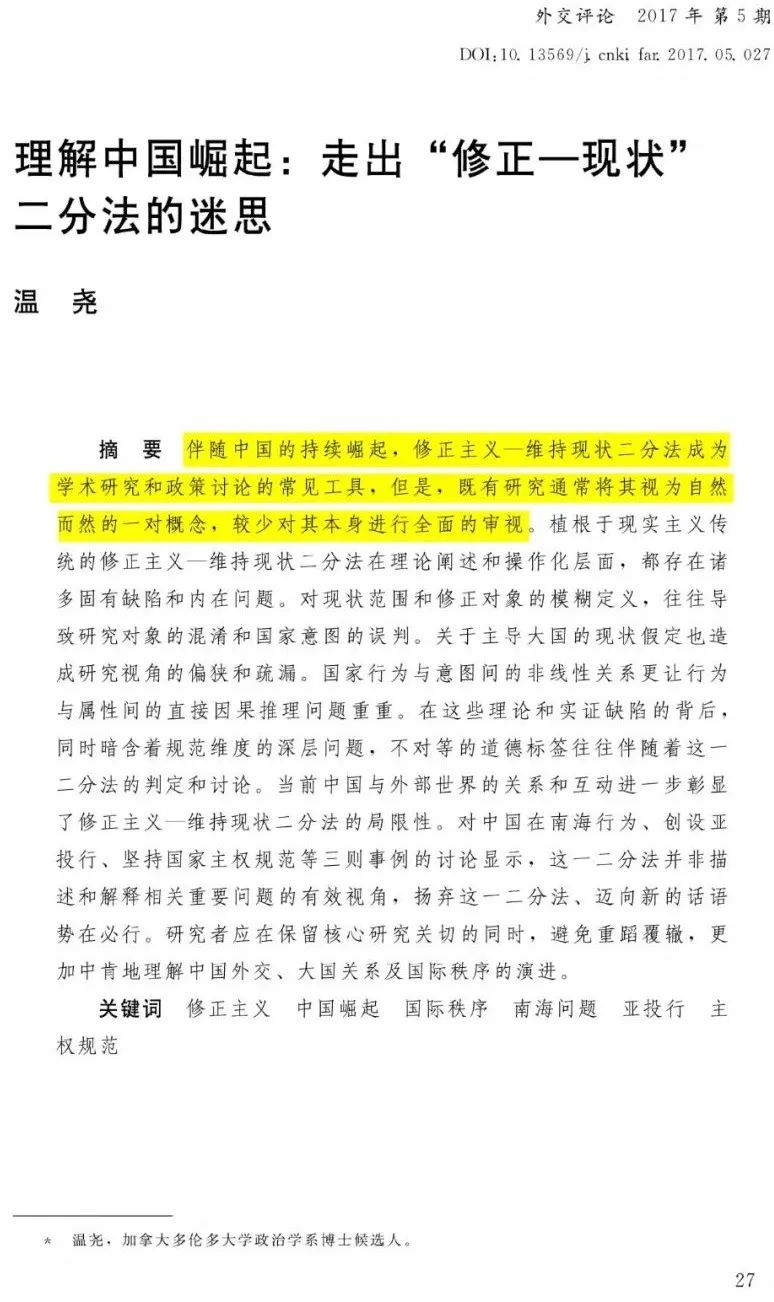 外交评论 2017 年 第 5 期
DOI:10. 13569/j. cnki. far. 2017. 05. 027
理解中国崛起：走出“修正—现状”
二分法的迷思
温 尧
摘 要 伴随中国的持续崛起，修正主义—维持现状二分法成为
学术研究和政策讨论的常见工具，但是，既有研究通常将其视为自然
而然的一对概念，较少对其本身进行全面的审视。植根于现实主义传
统的修正主义—维持现状二分法在理论阐述和操作化层面，都存在诸
多固有缺陷和内在问题。对现状范围和修正对象的模糊定义，往往导
致研究对象的混淆和国家意图的误判。关于主导大国的现状假定也造
成研究视角的偏狭和疏漏。国家行为与意图间的非线性关系更让行为
与属性间的直接因果推理问题重重。在这些理论和实证缺陷的背后，
同时暗含着规范维度的深层问题，不对等的道德标签往往伴随着这一
二分法的判定和讨论。当前中国与外部世界的关系和互动进一步彰显
了修正主义—维持现状二分法的局限性。对中国在南海行为、创设亚
投行、坚持国家主权规范等三则事例的讨论显示，这一二分法并非描
述和解释相关重要问题的有效视角，扬弃这一二分法、迈向新的话语
势在必行。研究者应在保留核心研究关切的同时，避免重蹈覆辙，更
加中肯地理解中国外交、大国关系及国际秩序的演进。
关键词 修正主义 中国崛起 国际秩序 南海问题 亚投行 主
权规范
* 温尧，加拿大多伦多大学政治学系博士候选人。
27